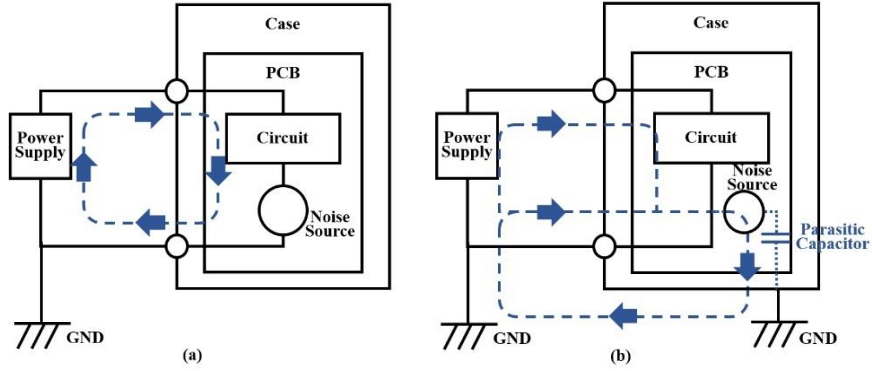 Case
PCB
Power
Supply
Circuit
Noise
Source
GND
(a)
Case
PCB
Power
Supply
Circuit
Noise
Source
Parasitic
Capacitor
GND
GND
(b)